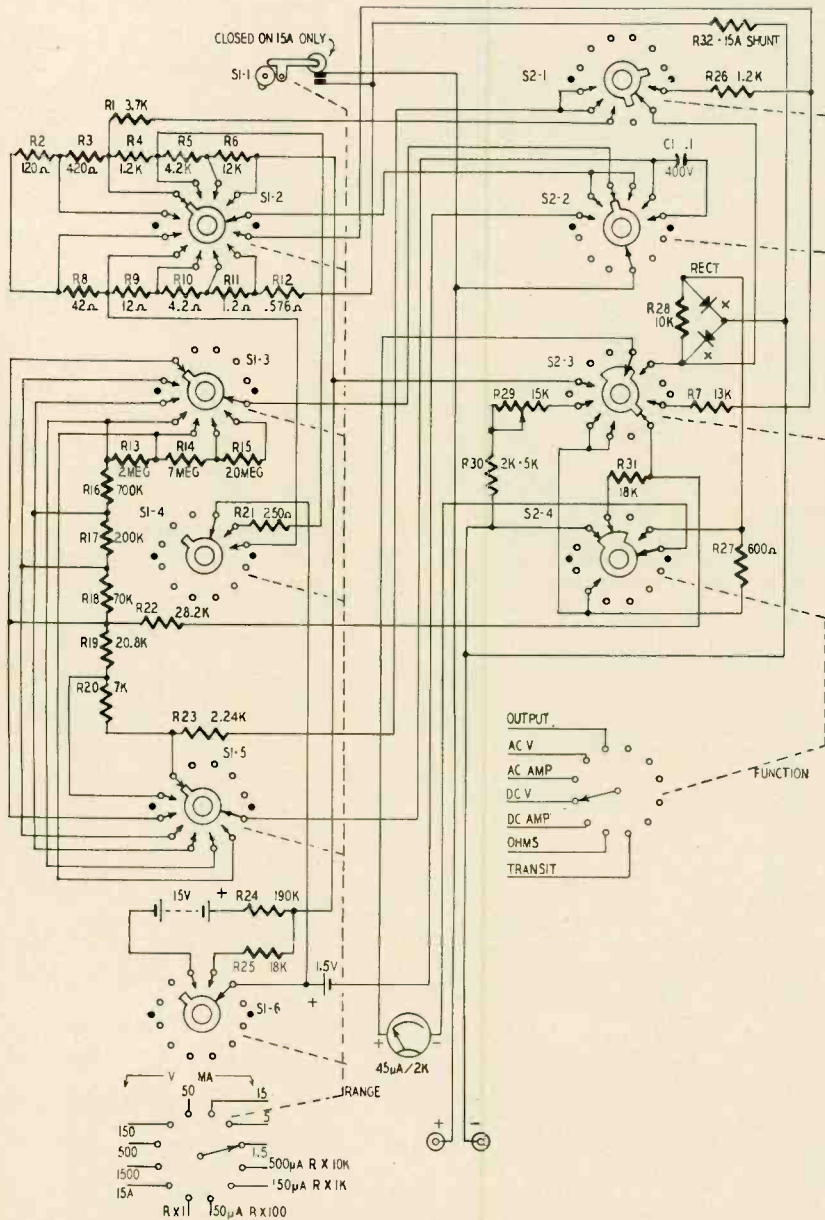 CLOSED ON 15A ONLY
S1-1
R32 - 15A SHUNT
S2-1
R26 1.2K
R1 3.7K
R2 R3 R4 R5 R6
120Ω 420Ω 1.2K 4.2K 12K
S1-2
C1 .1
400V
S2-2
RECT
R8 R9 R10 R11 R12
42Ω 12Ω 4.2Ω 1.2Ω .576Ω
R28
10K
X
X
S1-3
S2-3
R29 15K
R7 13K
R13 R14 R15
2MEG 7MEG 20MEG
R16 700K
R30 2K·5K
R31
18K
S1-4
R21 250Ω
S2-4
R17 200K
R27 600Ω
R18 70K
R22 28.2K
R19 20.8K
R20 7K
R23 2.24K
S1-5
OUTPUT
AC V
AC AMP
DC V
DC AMP
OHMS
TRANSIT
FUNCTION
15V + R24 190K
R25 18K
1.5V
+
S1-6
+ -
45µA/2K
V MA
RANGE
50 15
150 5
500 1.5
1500 500µA R X 10K
15A 150µA R X 1K
R X 1 50µA R X 100
+ -